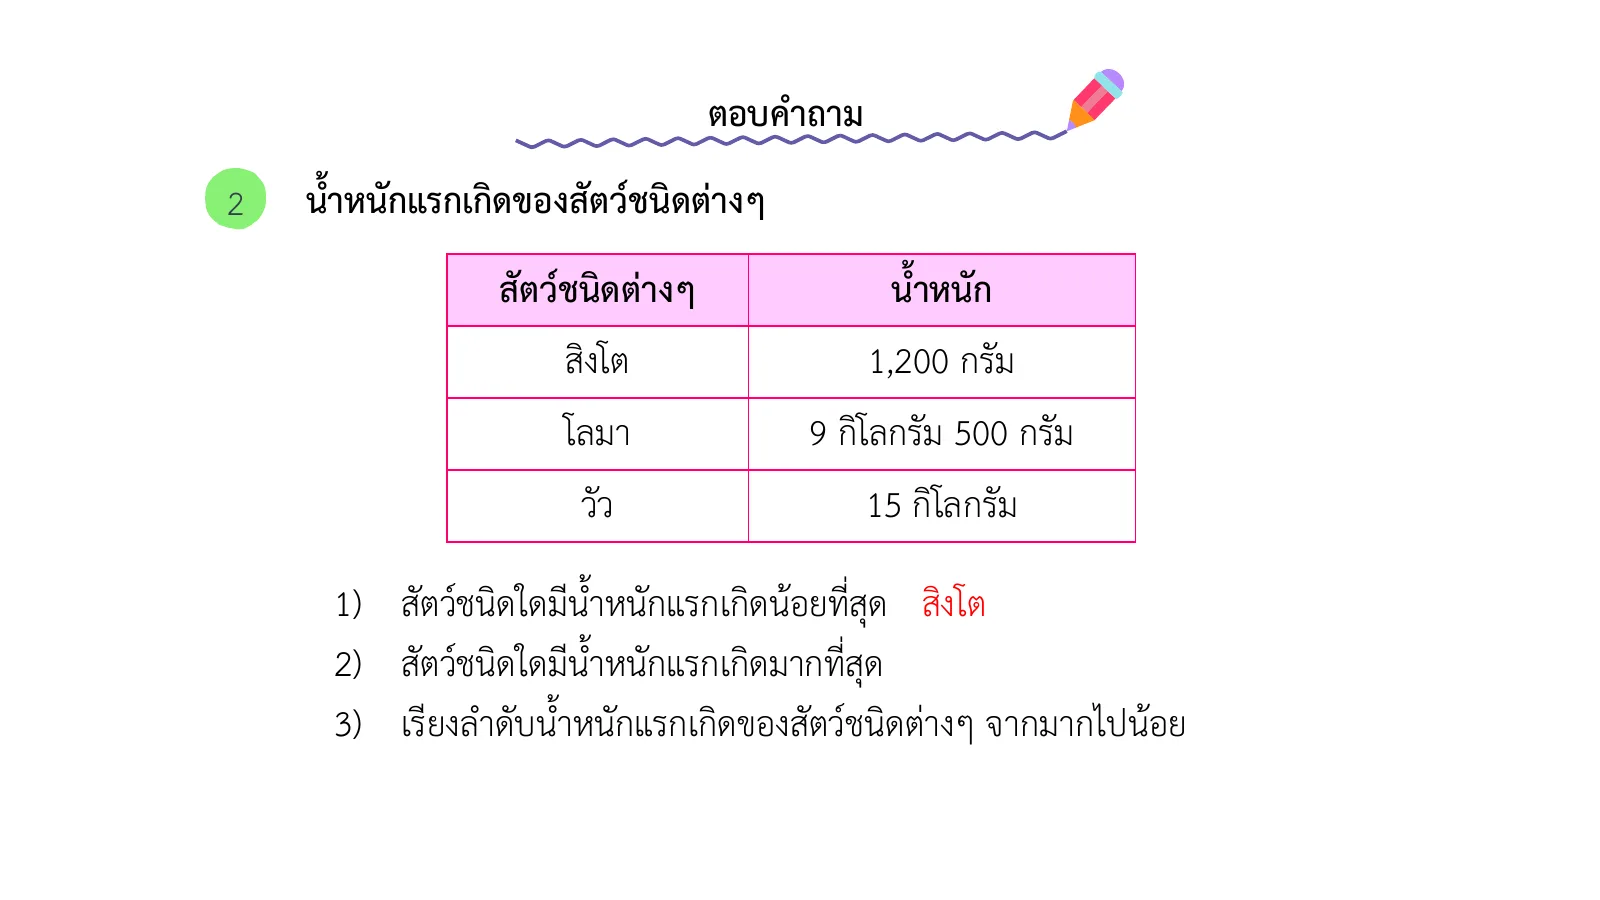 ตอบคำถาม
2 น้ำหนักแรกเกิดของสัตว์ชนิดต่างๆ
สัตว์ชนิดต่างๆ น้ำหนัก
สิงโต 1,200 กรัม
โลมา 9 กิโลกรัม 500 กรัม
วัว 15 กิโลกรัม
1) สัตว์ชนิดใดมีน้ำหนักแรกเกิดน้อยที่สุด สิงโต
2) สัตว์ชนิดใดมีน้ำหนักแรกเกิดมากที่สุด
3) เรียงลำดับน้ำหนักแรกเกิดของสัตว์ชนิดต่างๆ จากมากไปน้อย